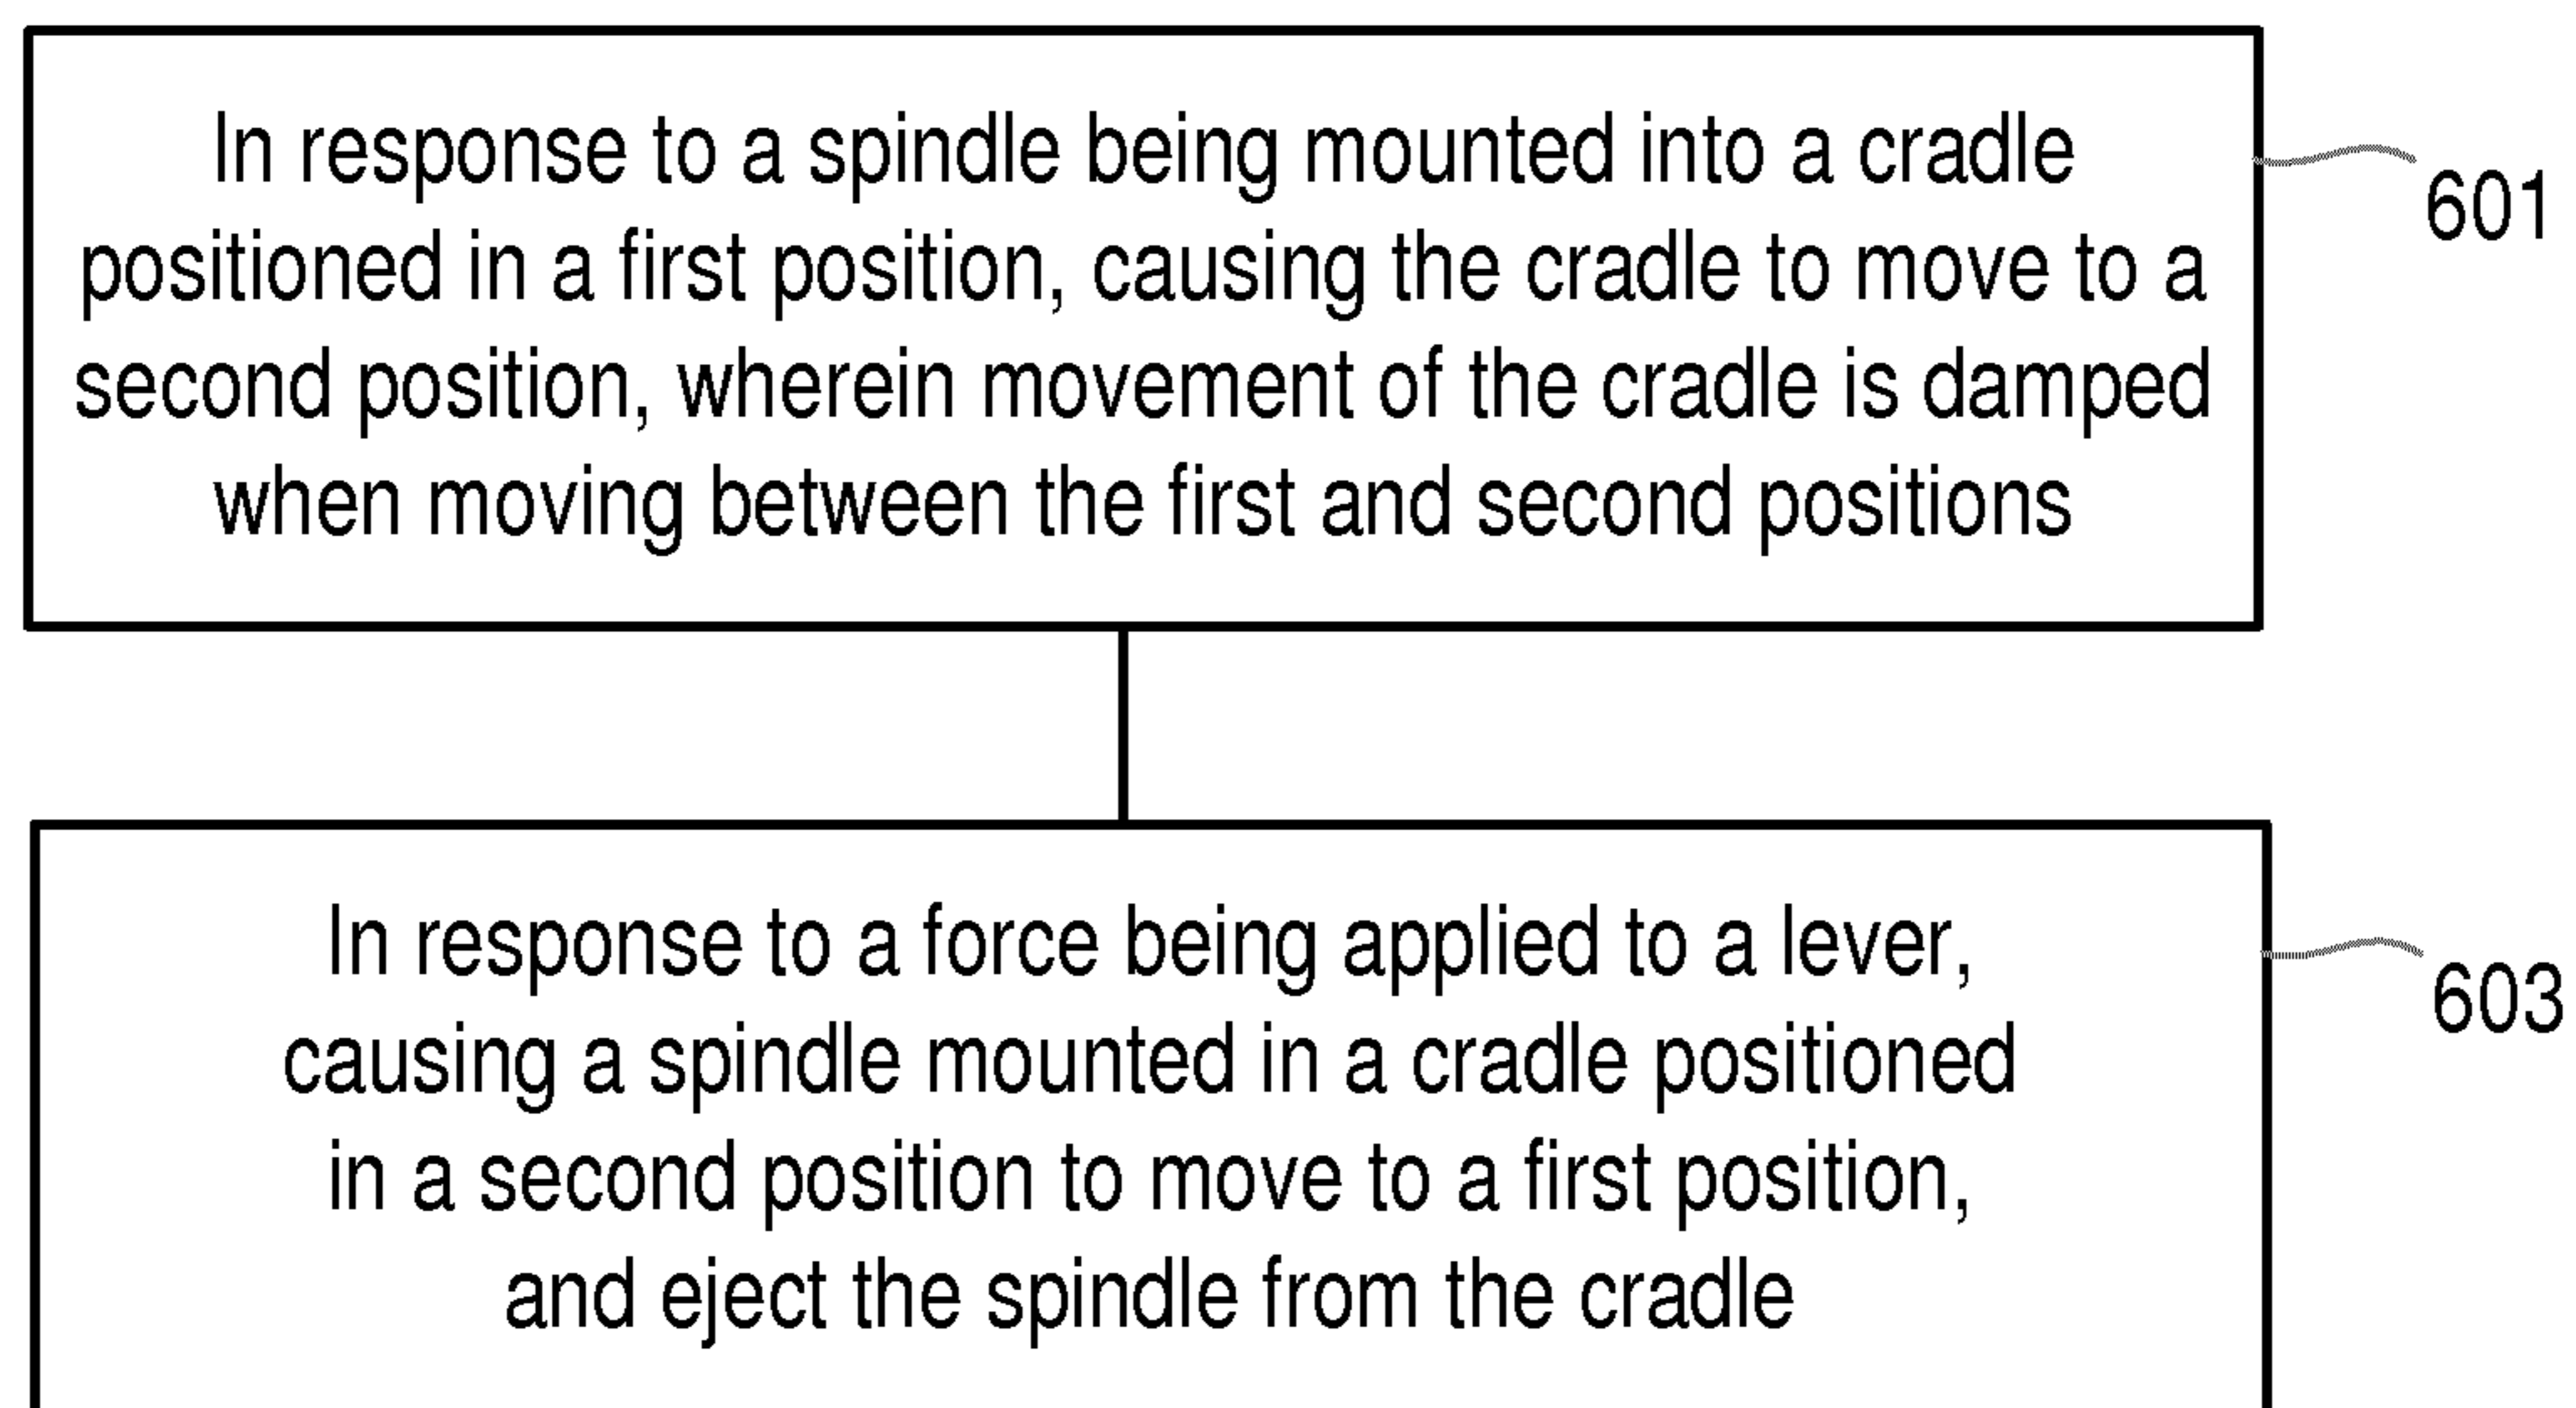 In response to a spindle being mounted into a cradle
positioned in a first position, causing the cradle to move to a
second position, wherein movement of the cradle is damped
when moving between the first and second positions
601
In response to a force being applied to a lever,
causing a spindle mounted in a cradle positioned
in a second position to move to a first position,
and eject the spindle from the cradle
603